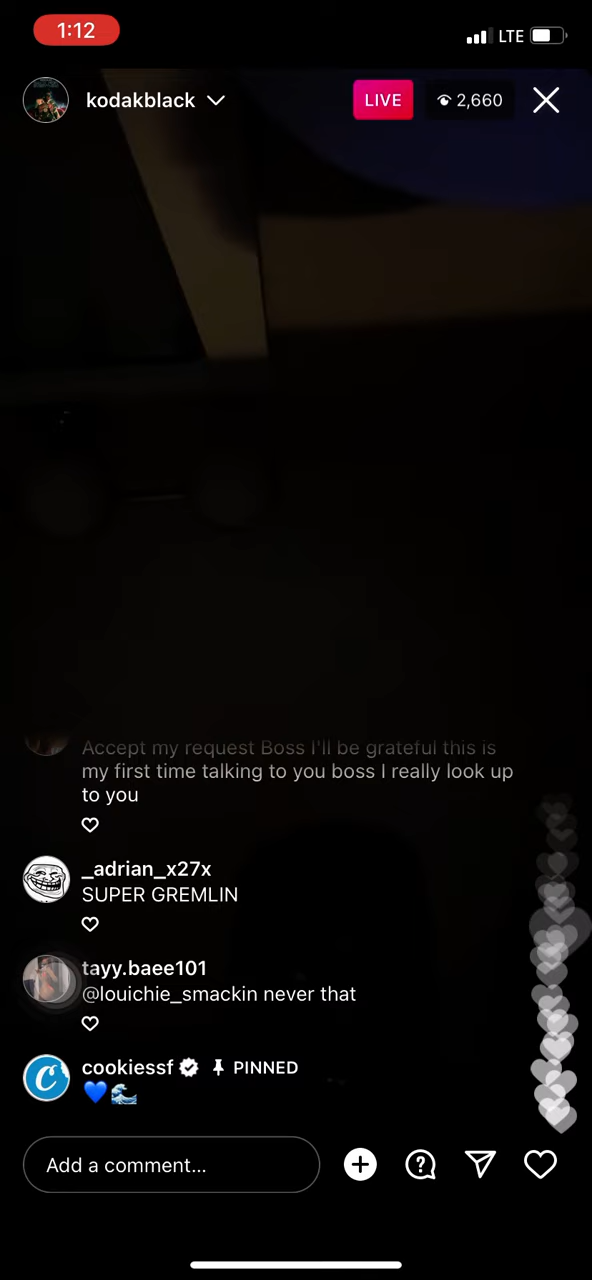 1:12
LTE
kodakblack
LIVE
2,660
Accept my request Boss I'll be grateful this is
my first time talking to you boss I really look up
to you
_adrian_x27x
SUPER GREMLIN
tayy.baee101
@louichie_smackin never that
cookiessf PINNED
💙🌊
Add a comment...